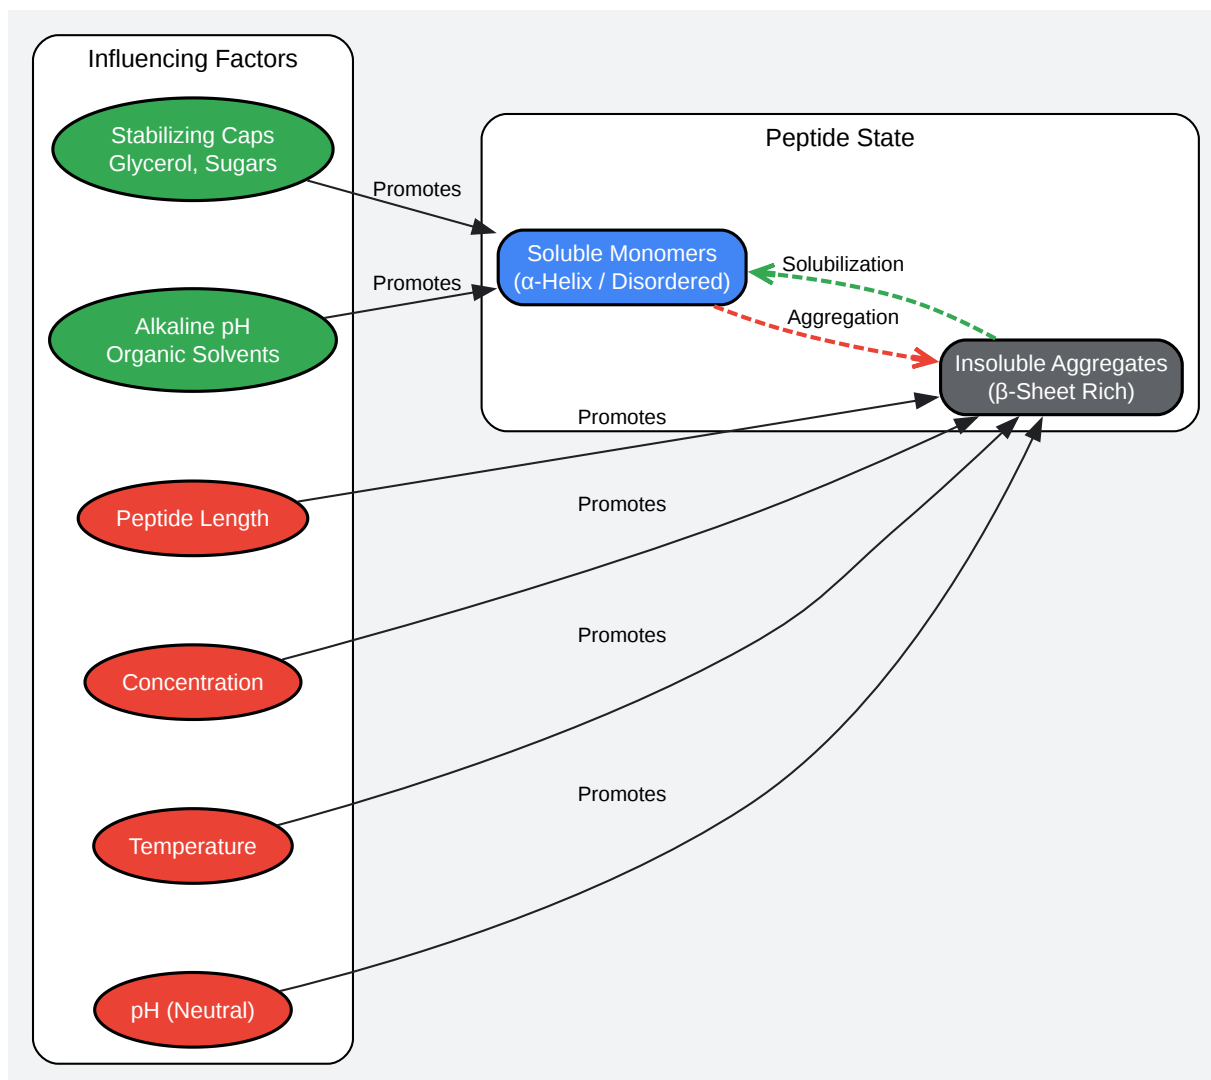 Influencing Factors
Stabilizing Caps
Glycerol, Sugars
Alkaline pH
Organic Solvents
Peptide Length
Concentration
Temperature
pH (Neutral)
Promotes
Promotes
Promotes
Promotes
Promotes
Promotes
Peptide State
Soluble Monomers
(α-Helix / Disordered)
Solubilization
Aggregation
Insoluble Aggregates
(β-Sheet Rich)